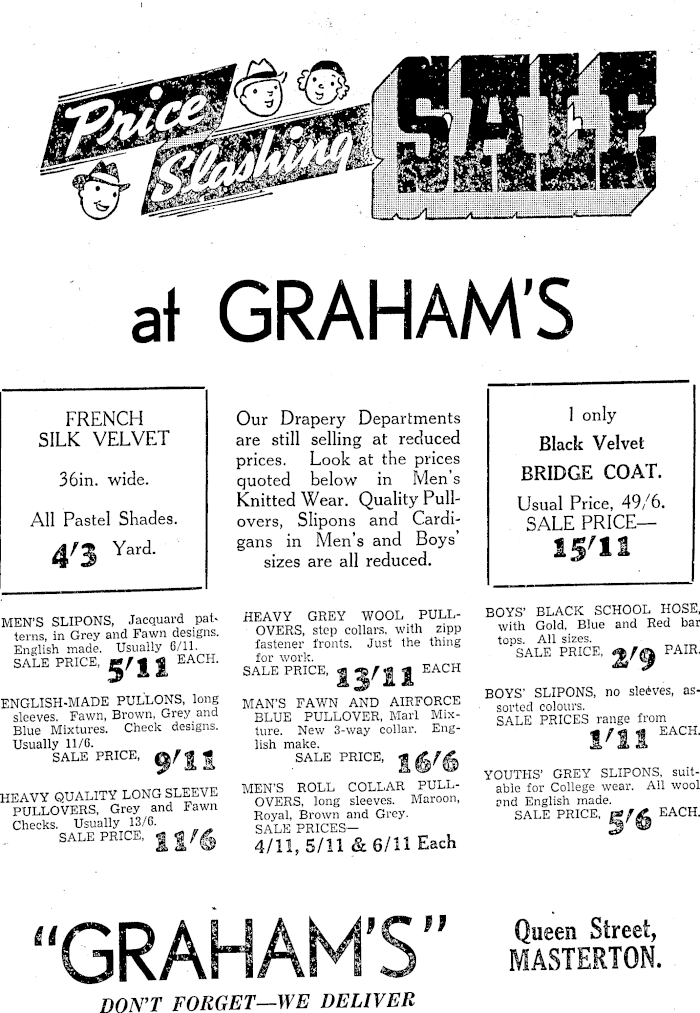 Price
Slashing
SALE
at GRAHAM'S
FRENCH
SILK VELVET
36in. wide.
All Pastel Shades.
4'3 Yard.
Our Drapery Departments
are still selling at reduced
prices. Look at the prices
quoted below in Men's
Knitted Wear. Quality Pull-
overs, Slipons and Cardi-
gans in Men's and Boys'
sizes are all reduced.
1 only
Black Velvet
BRIDGE COAT.
Usual Price, 49/6.
SALE PRICE—
15'11
MEN'S SLIPONS, Jacquard pat-
terns, in Grey and Fawn designs.
English made. Usually 6/11.
SALE PRICE, 5'11 EACH.
ENGLISH-MADE PULLONS, long
sleeves. Fawn, Brown, Grey and
Blue Mixtures. Check designs.
Usually 11/6.
SALE PRICE, 9'11
HEAVY QUALITY LONG SLEEVE
PULLOVERS, Grey and Fawn
Checks. Usually 13/6.
SALE PRICE, 11'6
HEAVY GREY WOOL PULL-
OVERS, step collars, with zipp
fastener fronts. Just the thing
for work.
SALE PRICE, 13'11 EACH
MAN'S FAWN AND AIRFORCE
BLUE PULLOVER, Marl Mix-
ture. New 3-way collar. Eng-
lish make.
SALE PRICE, 16'6
MEN'S ROLL COLLAR PULL-
OVERS, long sleeves. Maroon,
Royal, Brown and Grey.
SALE PRICES—
4/11, 5/11 & 6/11 Each
BOYS' BLACK SCHOOL HOSE,
with Gold, Blue and Red bar
tops. All sizes.
SALE PRICE, 2'9 PAIR.
BOYS' SLIPONS, no sleeves, as-
sorted colours.
SALE PRICES range from
1'11 EACH.
YOUTHS' GREY SLIPONS, suit-
able for College wear. All wool
and English made.
SALE PRICE, 5'6 EACH.
"GRAHAM'S"
DON'T FORGET—WE DELIVER
Queen Street,
MASTERTON.